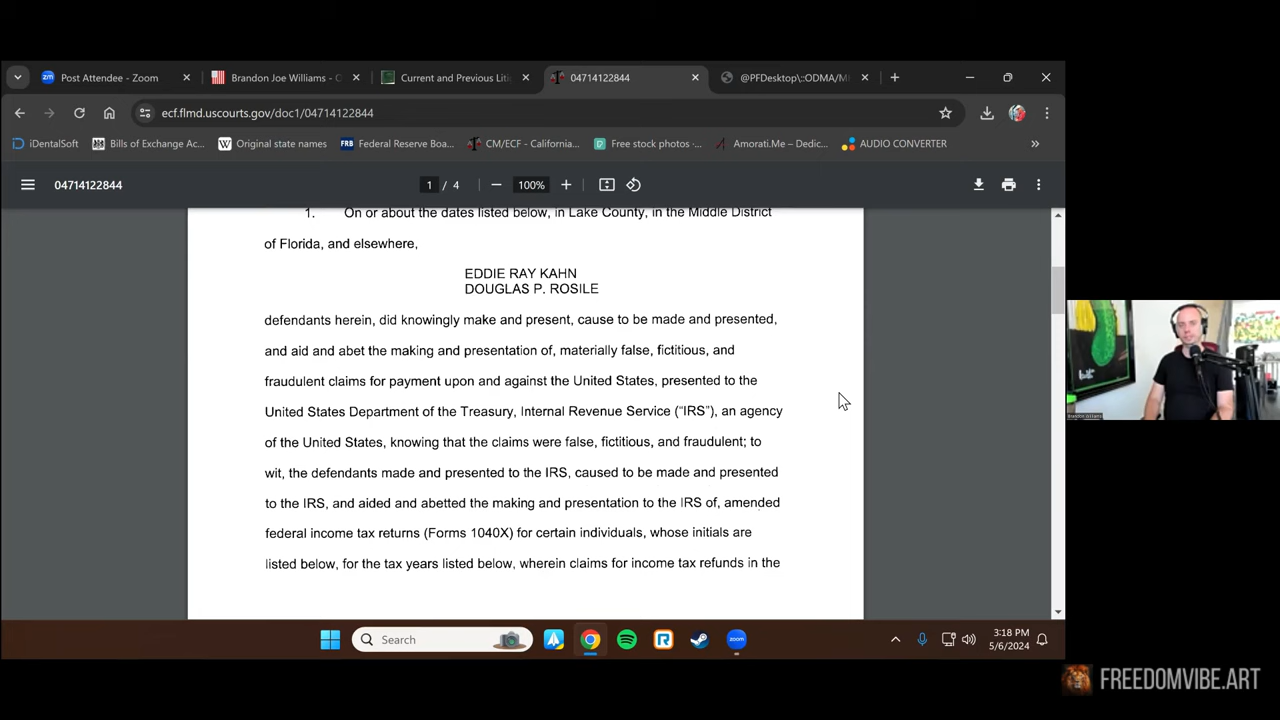 Post Attendee - Zoom
Brandon Joe Williams - C
Current and Previous Liti
04714122844
@PFDesktop\::ODMA/M
ecf.flmd.uscourts.gov/doc1/04714122844
iDentalSoft
Bills of Exchange Ac...
Original state names
FRB
Federal Reserve Boa...
CM/ECF - California...
Free stock photos -...
Amorati.Me – Dedic...
AUDIO CONVERTER
04714122844
1 / 4
100%
1. On or about the dates listed below, in Lake County, in the Middle District
of Florida, and elsewhere,
EDDIE RAY KAHN
DOUGLAS P. ROSILE
defendants herein, did knowingly make and present, cause to be made and presented,
and aid and abet the making and presentation of, materially false, fictitious, and
fraudulent claims for payment upon and against the United States, presented to the
United States Department of the Treasury, Internal Revenue Service (“IRS”), an agency
of the United States, knowing that the claims were false, fictitious, and fraudulent; to
wit, the defendants made and presented to the IRS, caused to be made and presented
to the IRS, and aided and abetted the making and presentation to the IRS of, amended
federal income tax returns (Forms 1040X) for certain individuals, whose initials are
listed below, for the tax years listed below, wherein claims for income tax refunds in the
Brandon Williams
Search
zoom
3:18 PM
5/6/2024
FREEDOMVIBE.ART